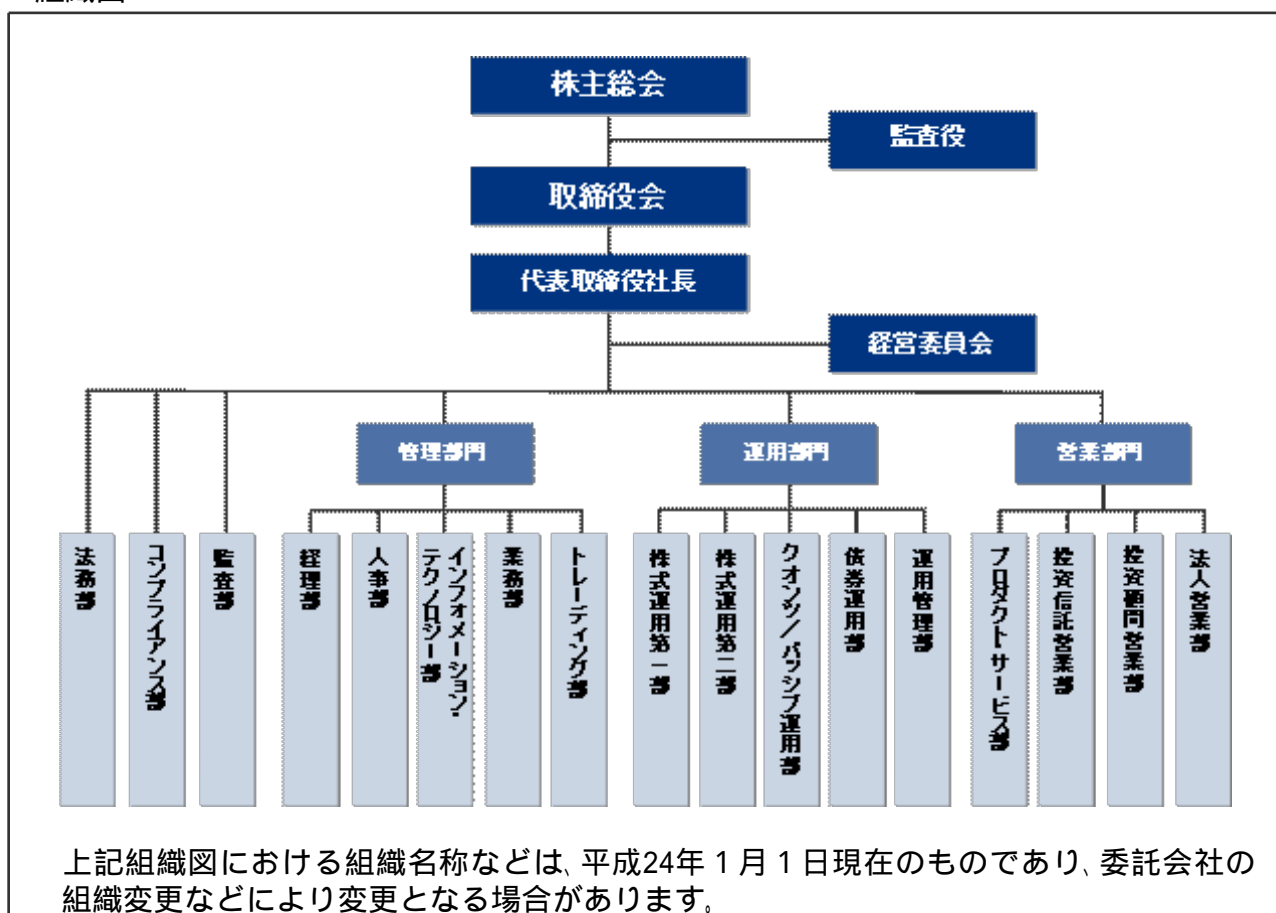 株主総会
監査役
取締役会
代表取締役社長
経営委員会
管理部門
運用部門
営業部門
法務部
コンプライアンス部
監査部
経理部
人事部
インフォメーション・
テクノロジー部
業務部
トレーディング部
株式運用第一部
株式運用第二部
クオンツ／パッシブ運用部
債券運用部
運用管理部
プロダクトサービス部
投資信託営業部
投資顧問営業部
法人営業部
上記組織図における組織名称などは、平成24年１月１日現在のものであり、委託会社の
組織変更などにより変更となる場合があります。